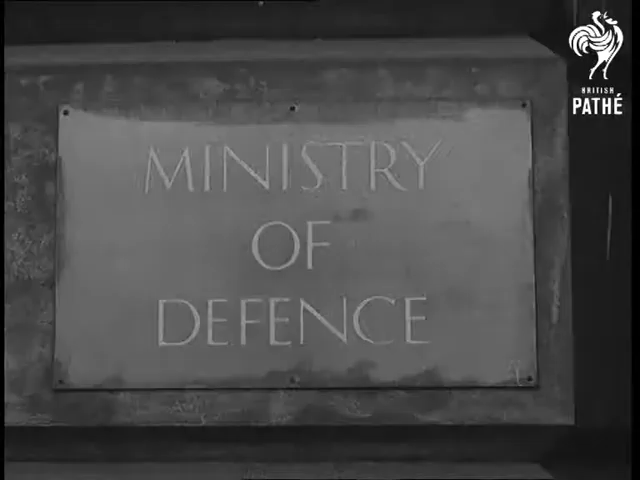 BRITISH
PATHÉ
MINISTRY
OF
DEFENCE